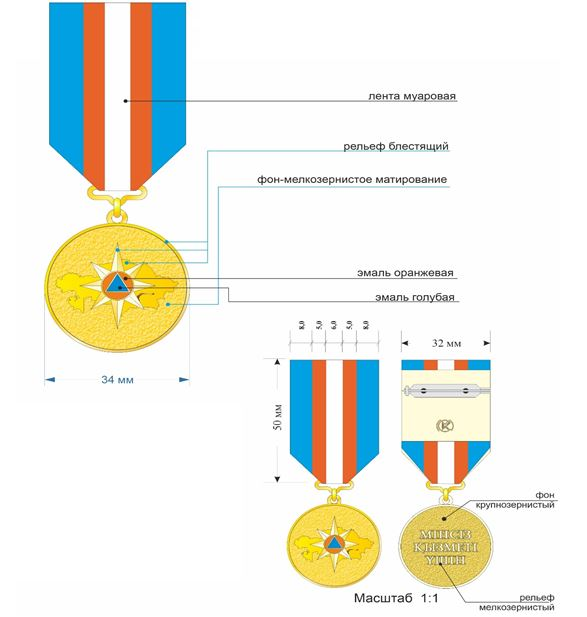 лента муаровая
рельеф блестящий
фон-мелкозернистое матирование
эмаль оранжевая
эмаль голубая
34 мм
8,0 5,0 6,0 5,0 8,0
32 мм
50 мм
фон
крупнозернистый
МІНСІЗ
ҚЫЗМЕТІ
ҮШІН
рельеф
мелкозернистый
Масштаб 1:1